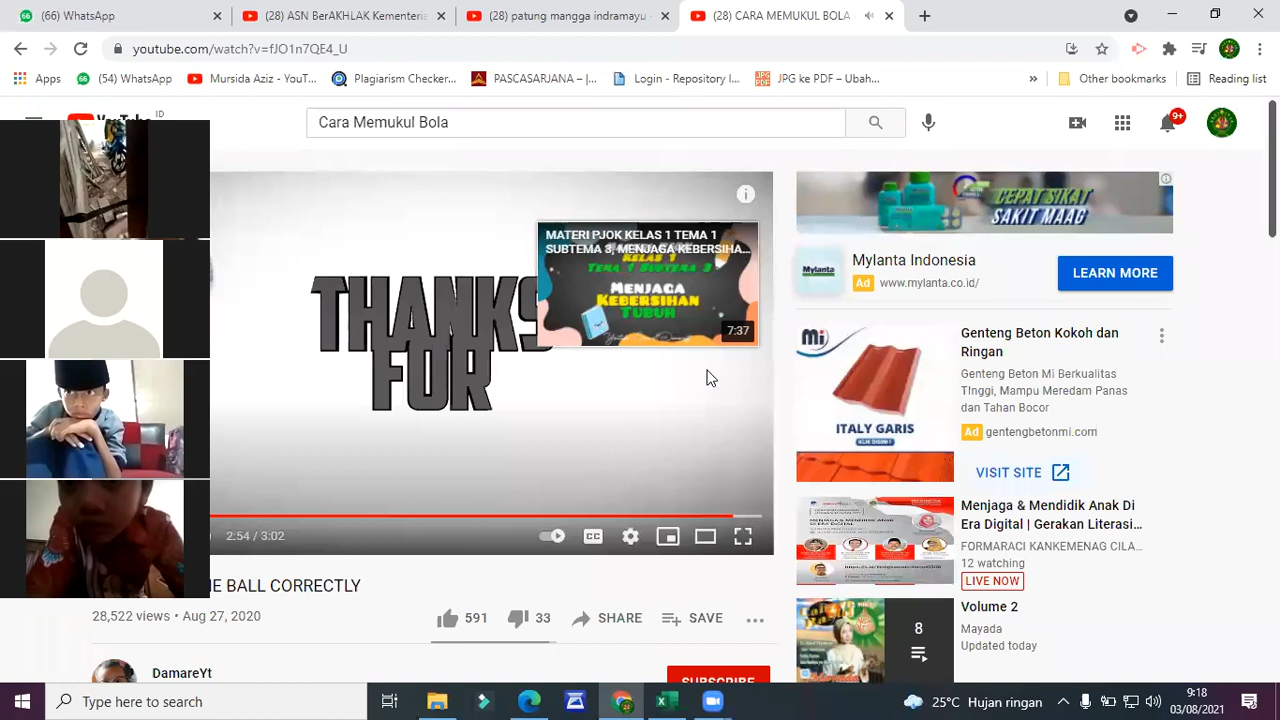 (28) ASN BerAKHLAK Kementeria
(28) patung mangga indramayu -
(28) CARA MEMUKUL BOLA
youtube.com/watch?v=fJO1n7QE4_U
Apps
(54) WhatsApp
Mursida Aziz - YouT...
Plagiarism Checker...
PASCASARJANA – |...
Login - Repository I...
JPG ke PDF – Ubah...
»
Other bookmarks
Reading list
ID
Cara Memukul Bola
9+
THANKS
FOR
MATERI PJOK KELAS 1 TEMA 1
SUBTEMA 3, MENJAGA KEBERSIHA...
KELAS 1
TEMA 1 SUBTEMA 3
MENJAGA
KEBERSIHAN
TUBUH
7:37
2:54 / 3:02
CC
E BALL CORRECTLY
28,522 views • Aug 27, 2020
591
33
SHARE
SAVE
DamareYt
SUBSCRIBE
CEPAT SIKAT
SAKIT MAAG
Mylanta
Mylanta Indonesia
Ad www.mylanta.co.id/
LEARN MORE
Mi
ITALY GARIS
Genteng Beton Kokoh dan
Ringan
Genteng Beton Mi Berkualitas
TInggi, Mampu Meredam Panas
dan Tahan Bocor
Ad gentengbetonmi.com
VISIT SITE
Menjaga & Mendidik Anak Di
Era Digital | Gerakan Literasi...
FORMARACI KANKEMENAG CILA...
12 watching
LIVE NOW
8
Volume 2
Mayada
Updated today
Type here to search
25°C Hujan ringan
9:18
03/08/2021